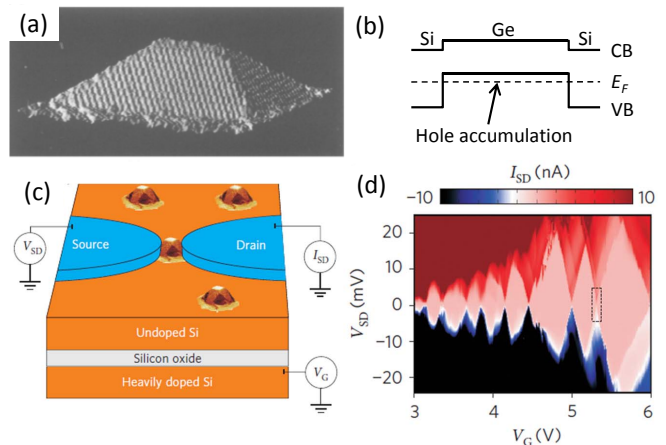 (a)
(b)
Si Ge Si
CB
E_F
VB
Hole accumulation
(c)
V_SD
Source
Drain
I_SD
Undoped Si
Silicon oxide
Heavily doped Si
V_G
(d)
I_SD (nA)
−10 10
V_SD (mV)
20
10
0
−10
−20
3 4 5 6
V_G (V)